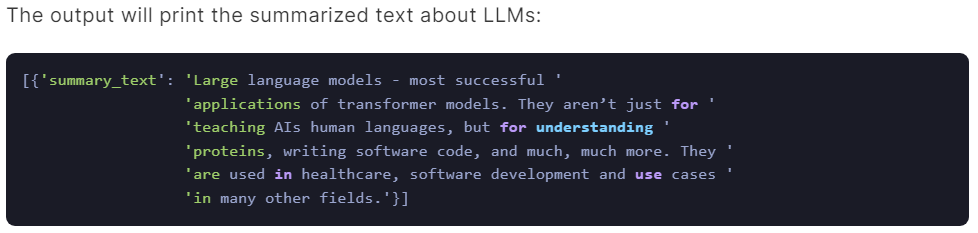 The output will print the summarized text about LLMs:
[{'summary_text': 'Large language models - most successful '
'applications of transformer models. They aren’t just for '
'teaching AIs human languages, but for understanding '
'proteins, writing software code, and much, much more. They '
'are used in healthcare, software development and use cases '
'in many other fields.'}]